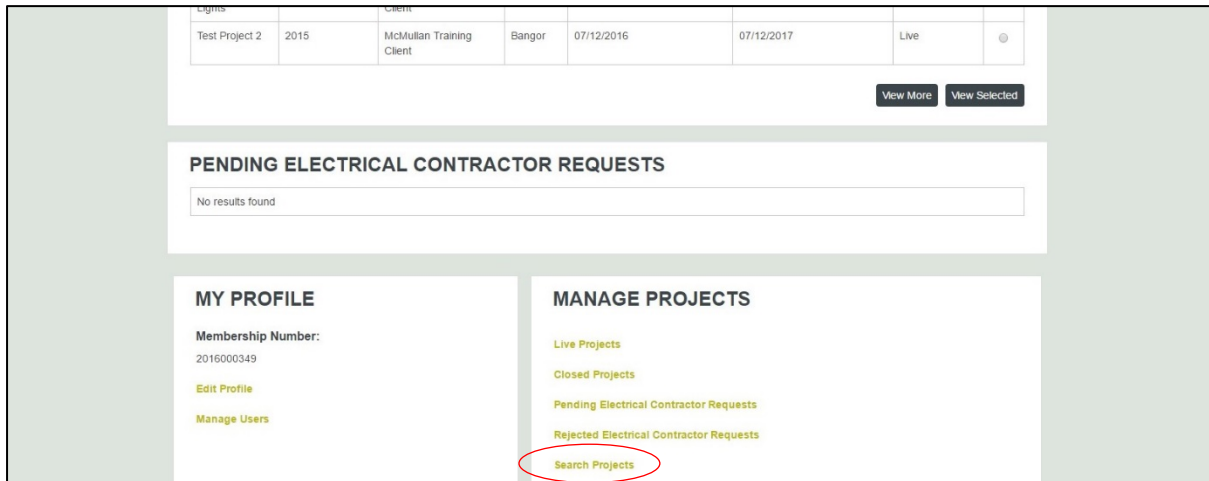 Lights Client
Test Project 2 2015 McMullan Training Bangor 07/12/2016 07/12/2017 Live
Client
View More View Selected
PENDING ELECTRICAL CONTRACTOR REQUESTS
No results found
MY PROFILE
Membership Number:
2016000349
Edit Profile
Manage Users
MANAGE PROJECTS
Live Projects
Closed Projects
Pending Electrical Contractor Requests
Rejected Electrical Contractor Requests
Search Projects